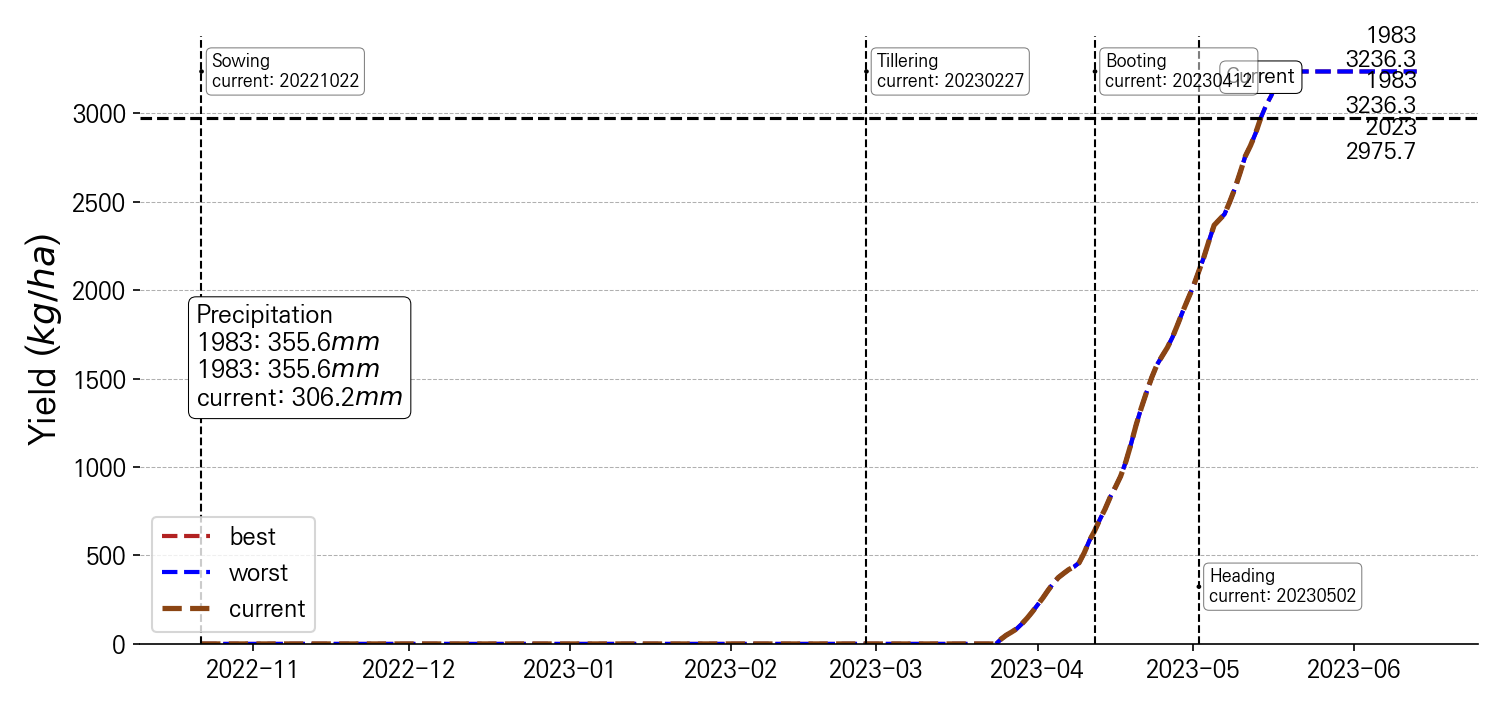 1983
3236.3
1983
3236.3
2023
2975.7
Sowing
current: 20221022
Tillering
current: 20230227
Booting
current: 20230412
Current
Yield (kg/ha)
3000
2500
2000
1500
1000
500
0
Precipitation
1983: 355.6mm
1983: 355.6mm
current: 306.2mm
best
worst
current
Heading
current: 20230502
2022-11
2022-12
2023-01
2023-02
2023-03
2023-04
2023-05
2023-06